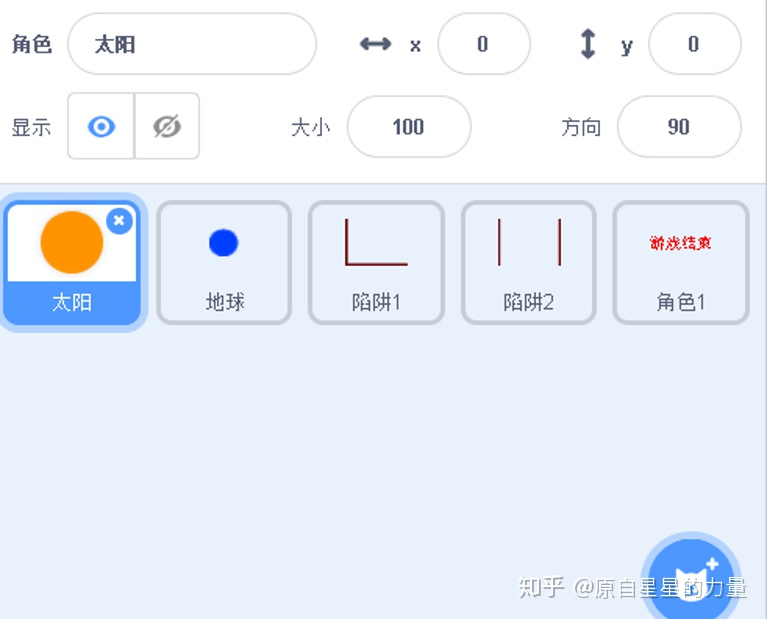 角色 太阳 x 0 y 0
显示 大小 100 方向 90
游戏结束
太阳 地球 陷阱1 陷阱2 角色1
知乎 @原自星星的力量